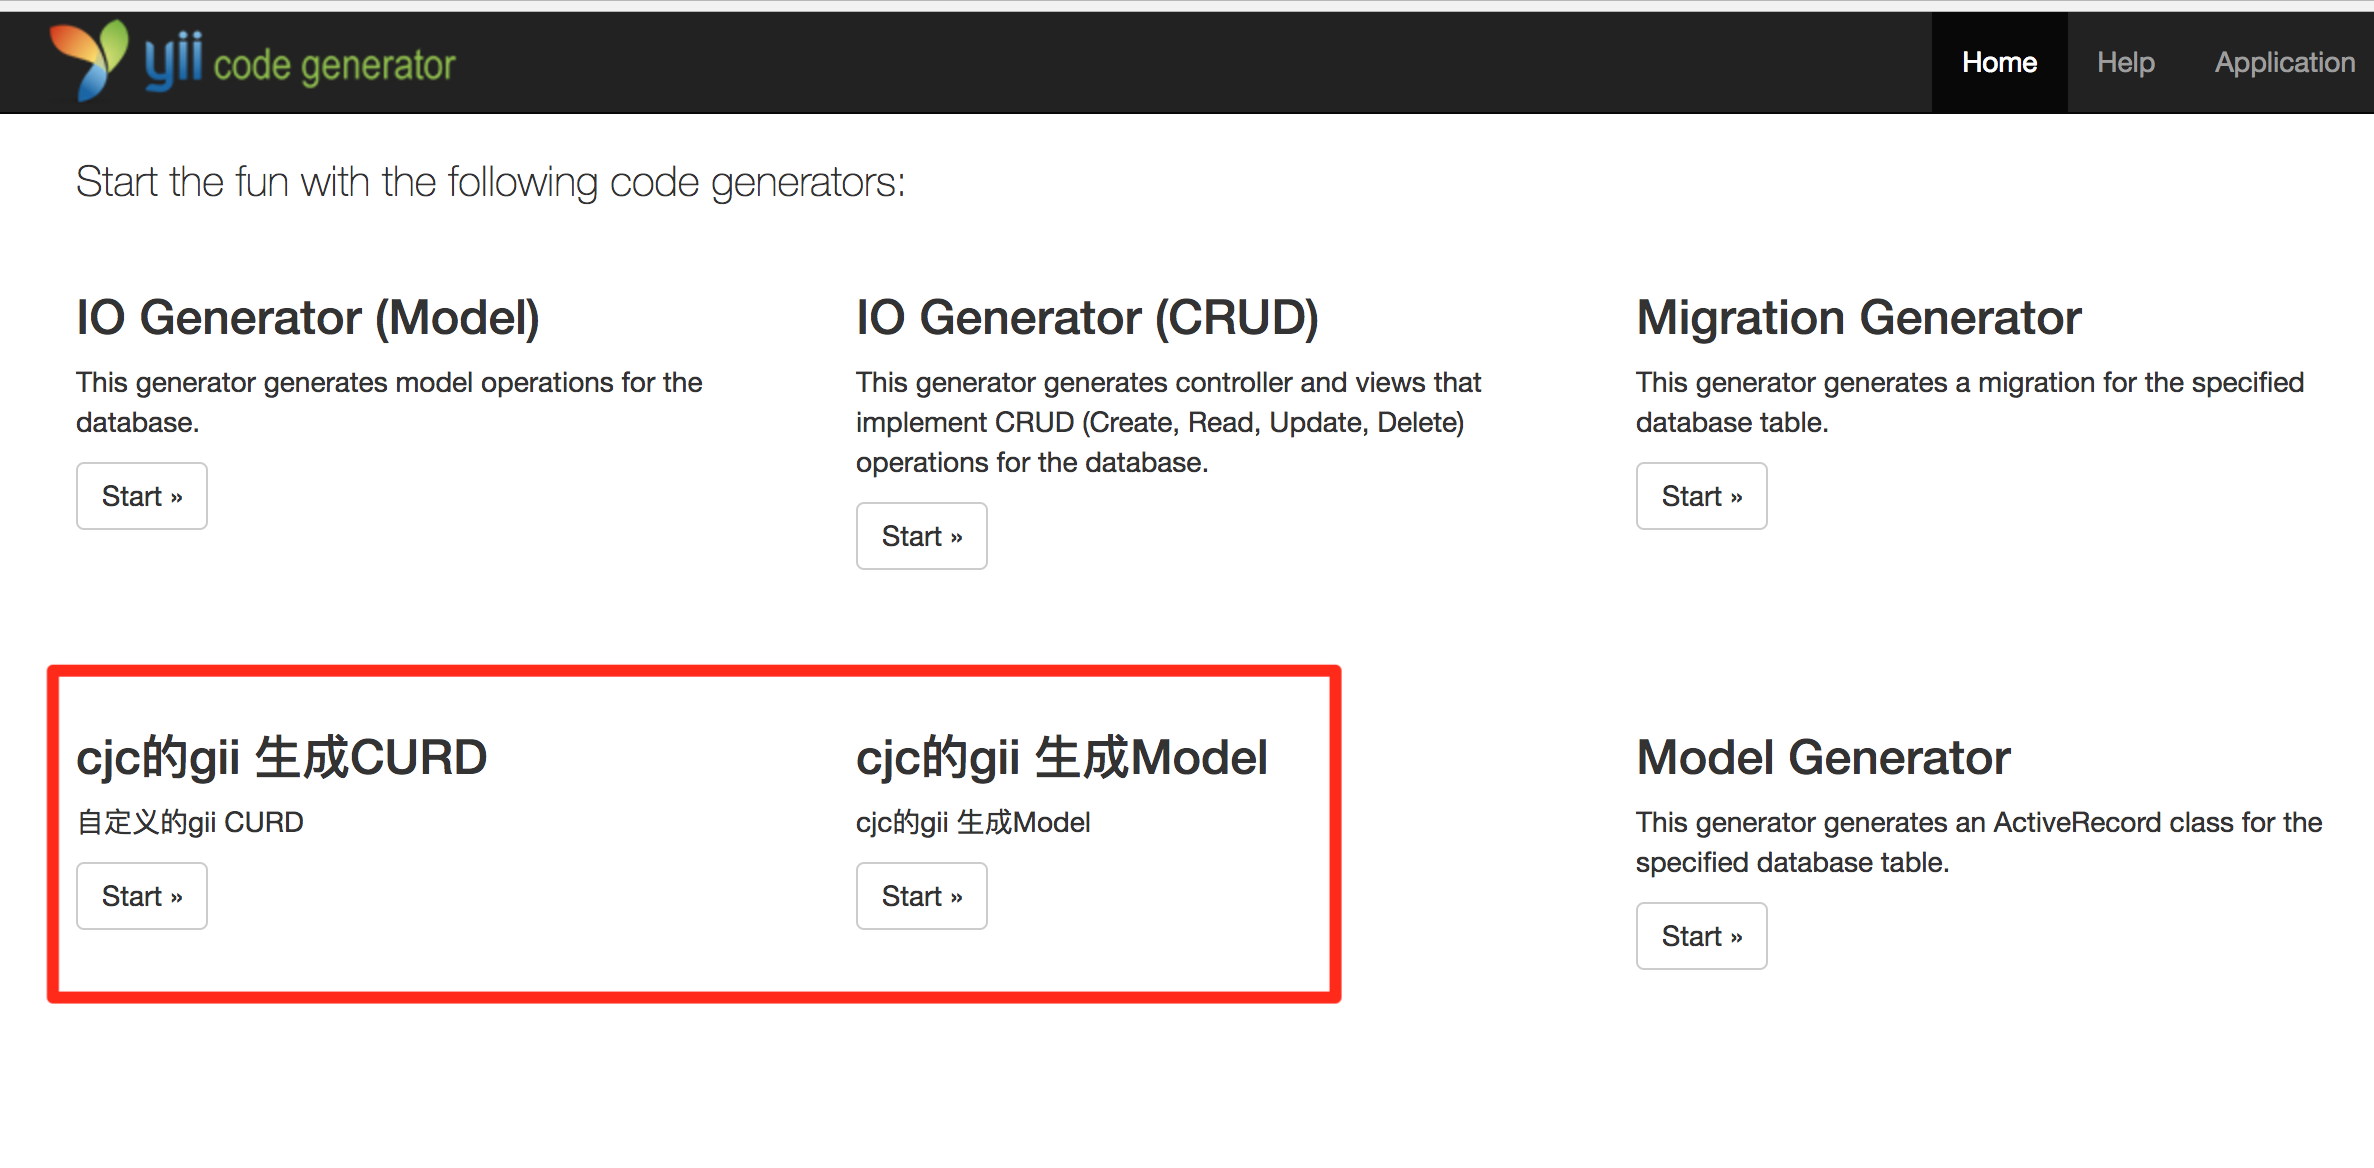 yii code generator
Home
Help
Application
Start the fun with the following code generators:
IO Generator (Model)
This generator generates model operations for the
database.
Start »
IO Generator (CRUD)
This generator generates controller and views that
implement CRUD (Create, Read, Update, Delete)
operations for the database.
Start »
Migration Generator
This generator generates a migration for the specified
database table.
Start »
cjc的gii 生成CURD
自定义的gii CURD
Start »
cjc的gii 生成Model
cjc的gii 生成Model
Start »
Model Generator
This generator generates an ActiveRecord class for the
specified database table.
Start »